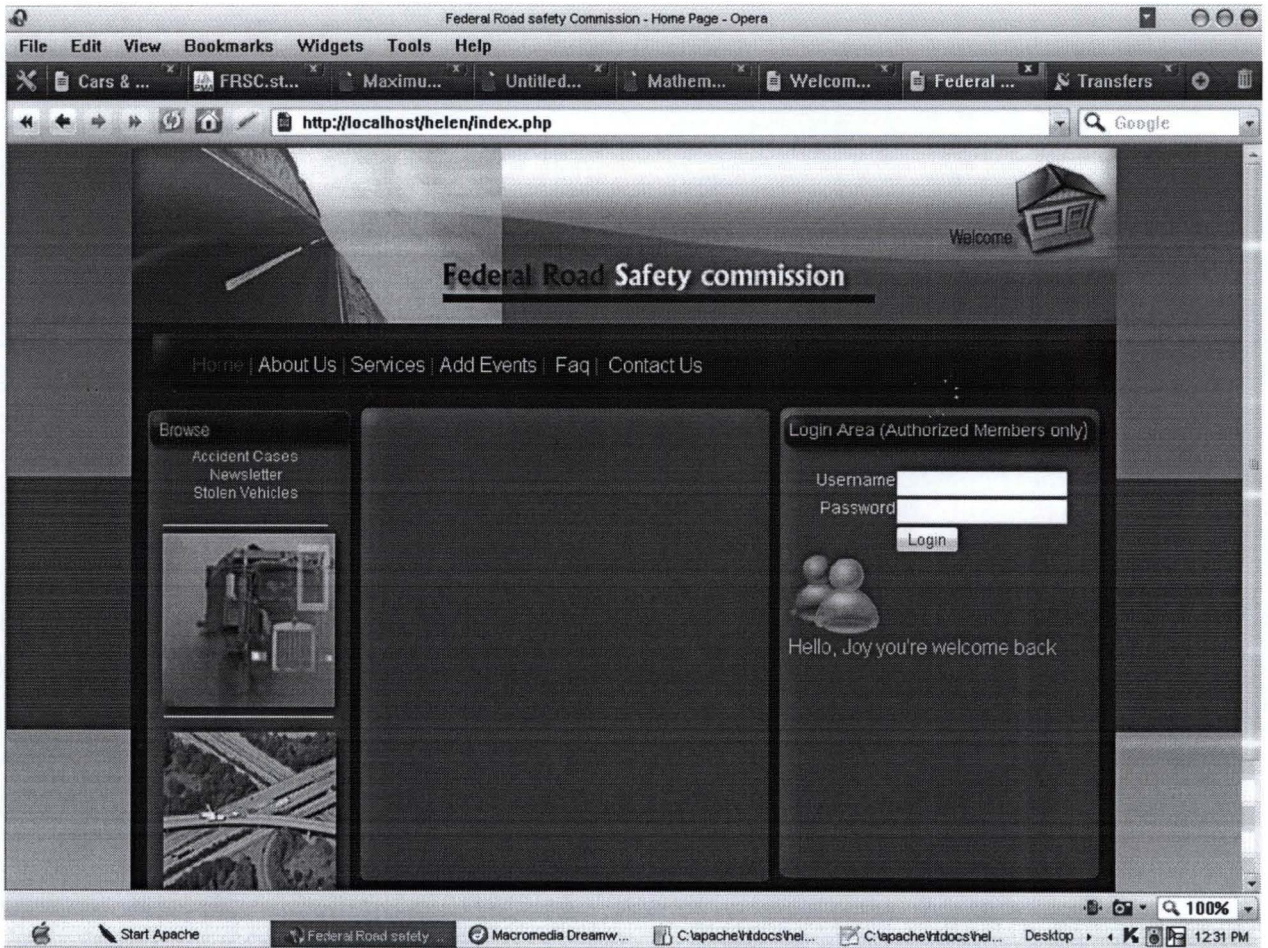 Federal Road safety Commission - Home Page - Opera
File Edit View Bookmarks Widgets Tools Help
Cars & ... FRSC.st... Maximu... Untitled... Mathem... Welcom... Federal ... Transfers
http://localhost/helen/index.php Google
Welcome
Federal Road Safety commission
Home | About Us | Services | Add Events | Faq | Contact Us
Browse
Accident Cases
Newsletter
Stolen Vehicles
Login Area (Authorized Members only)
Username
Password
Login
Hello, Joy you're welcome back
100%
Start Apache Federal Road safety ... Macromedia Dreamw... C:\apache\htdocs\hel... C:\apache\htdocs\hel... Desktop 12:31 PM